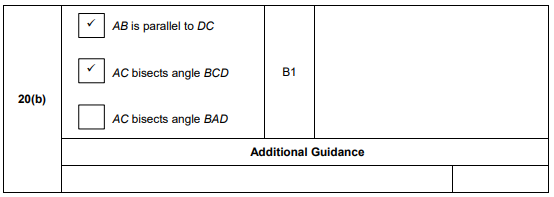 ✓ AB is parallel to DC
✓ AC bisects angle BCD
B1
20(b)
AC bisects angle BAD
Additional Guidance